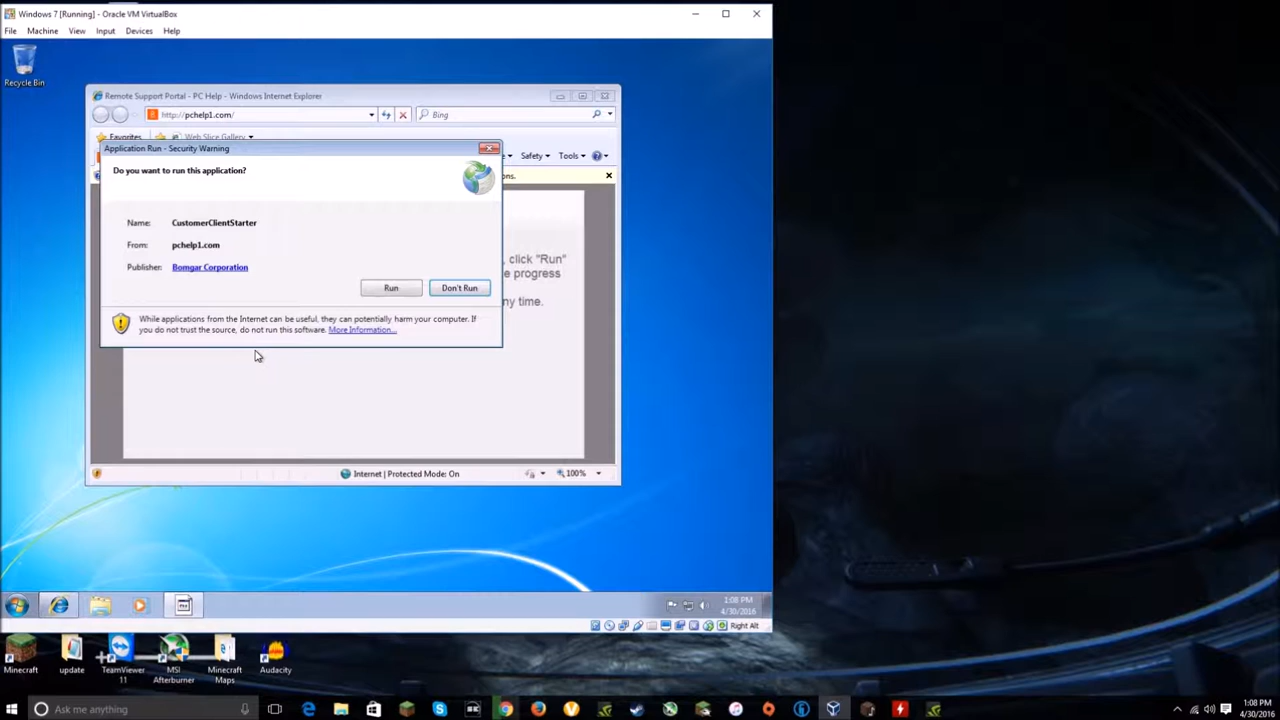 Windows 7 [Running] - Oracle VM VirtualBox
File Machine View Input Devices Help
Recycle Bin
Remote Support Portal - PC Help - Windows Internet Explorer
http://pchelp1.com/
Bing
Favorites Web Slice Gallery
Safety Tools
Application Run - Security Warning
Do you want to run this application?
ons.
Name: CustomerClientStarter
From: pchelp1.com
Publisher: Bomgar Corporation
, click "Run"
e progress
ny time.
Run Don't Run
While applications from the Internet can be useful, they can potentially harm your computer. If
you do not trust the source, do not run this software. More Information...
Internet | Protected Mode: On
100%
1:08 PM
4/30/2016
Right Alt
Minecraft
update
TeamViewer
11
MSI
Afterburner
Minecraft
Maps
Audacity
Ask me anything
1:08 PM
4/30/2016